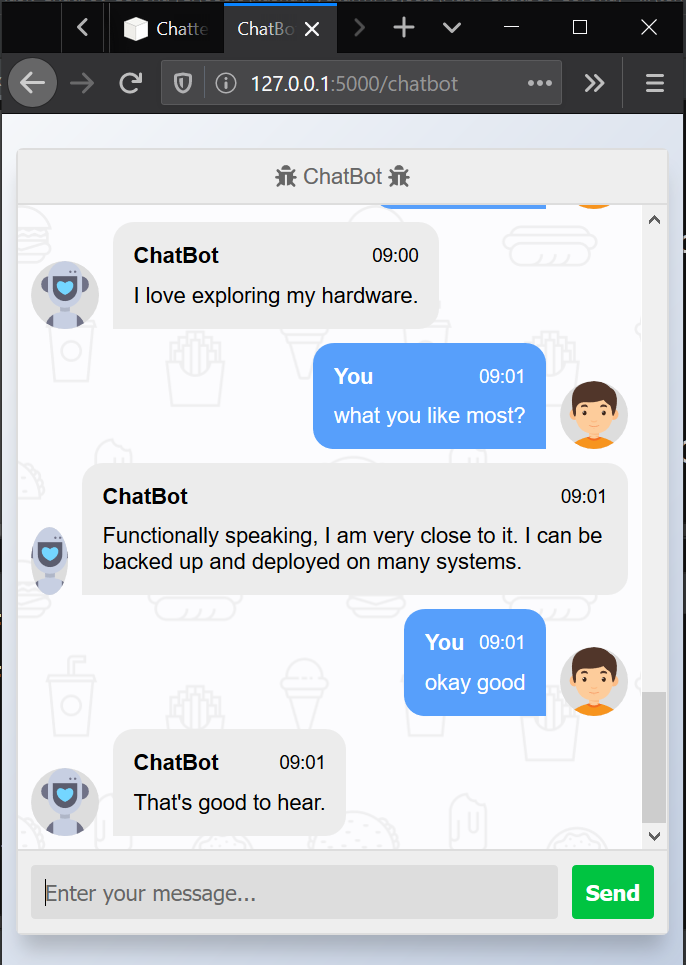 Chatte
ChatBo
127.0.0.1:5000/chatbot
ChatBot
ChatBot 09:00
I love exploring my hardware.
You 09:01
what you like most?
ChatBot 09:01
Functionally speaking, I am very close to it. I can be
backed up and deployed on many systems.
You 09:01
okay good
ChatBot 09:01
That's good to hear.
Enter your message...
Send